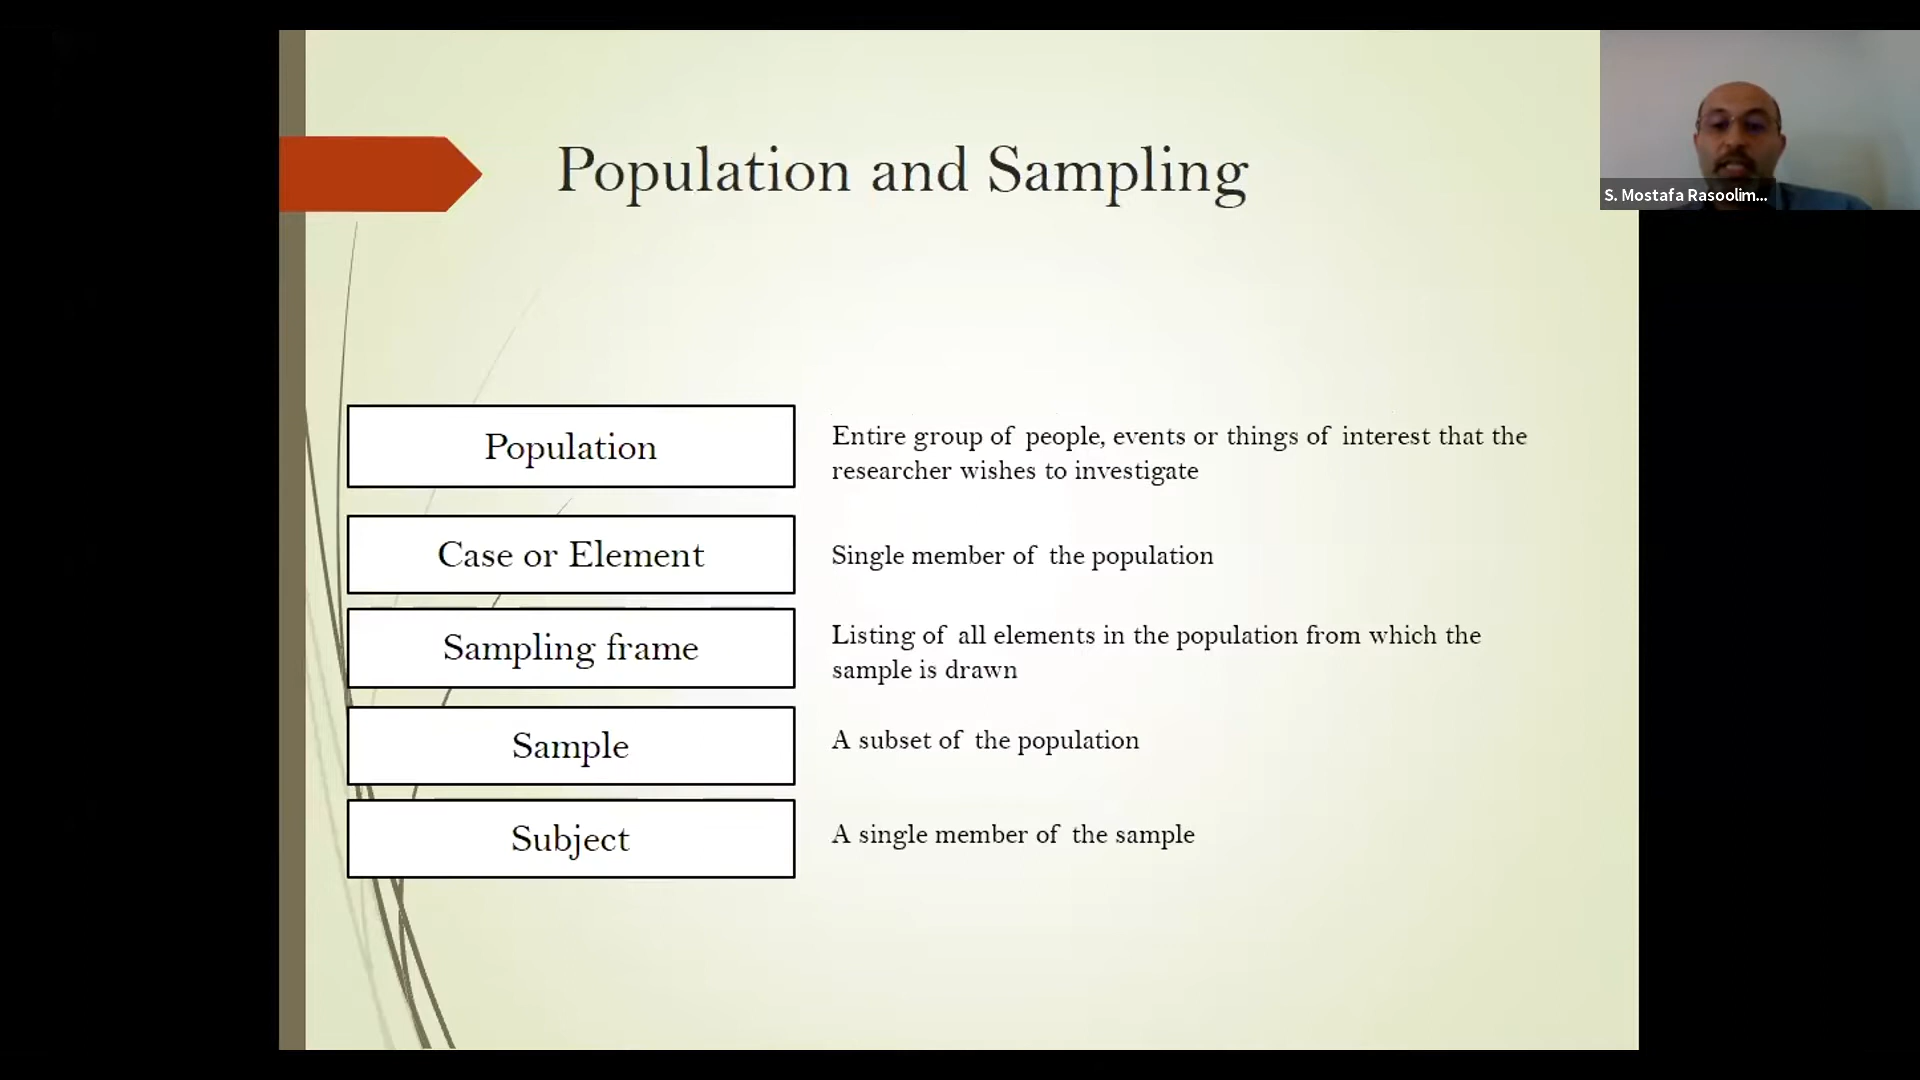 Population and Sampling
S. Mostafa Rasoolim...
Population
Entire group of people, events or things of interest that the
researcher wishes to investigate
Case or Element
Single member of the population
Sampling frame
Listing of all elements in the population from which the
sample is drawn
Sample
A subset of the population
Subject
A single member of the sample